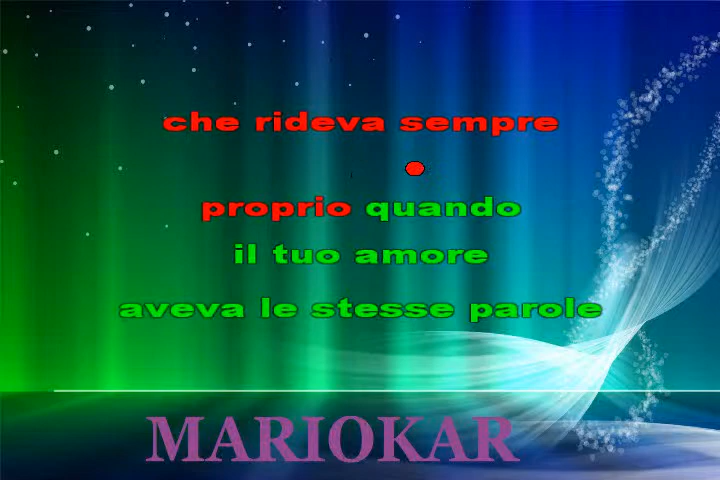 che rideva sempre
proprio quando
il tuo amore
aveva le stesse parole
MARIOKAR